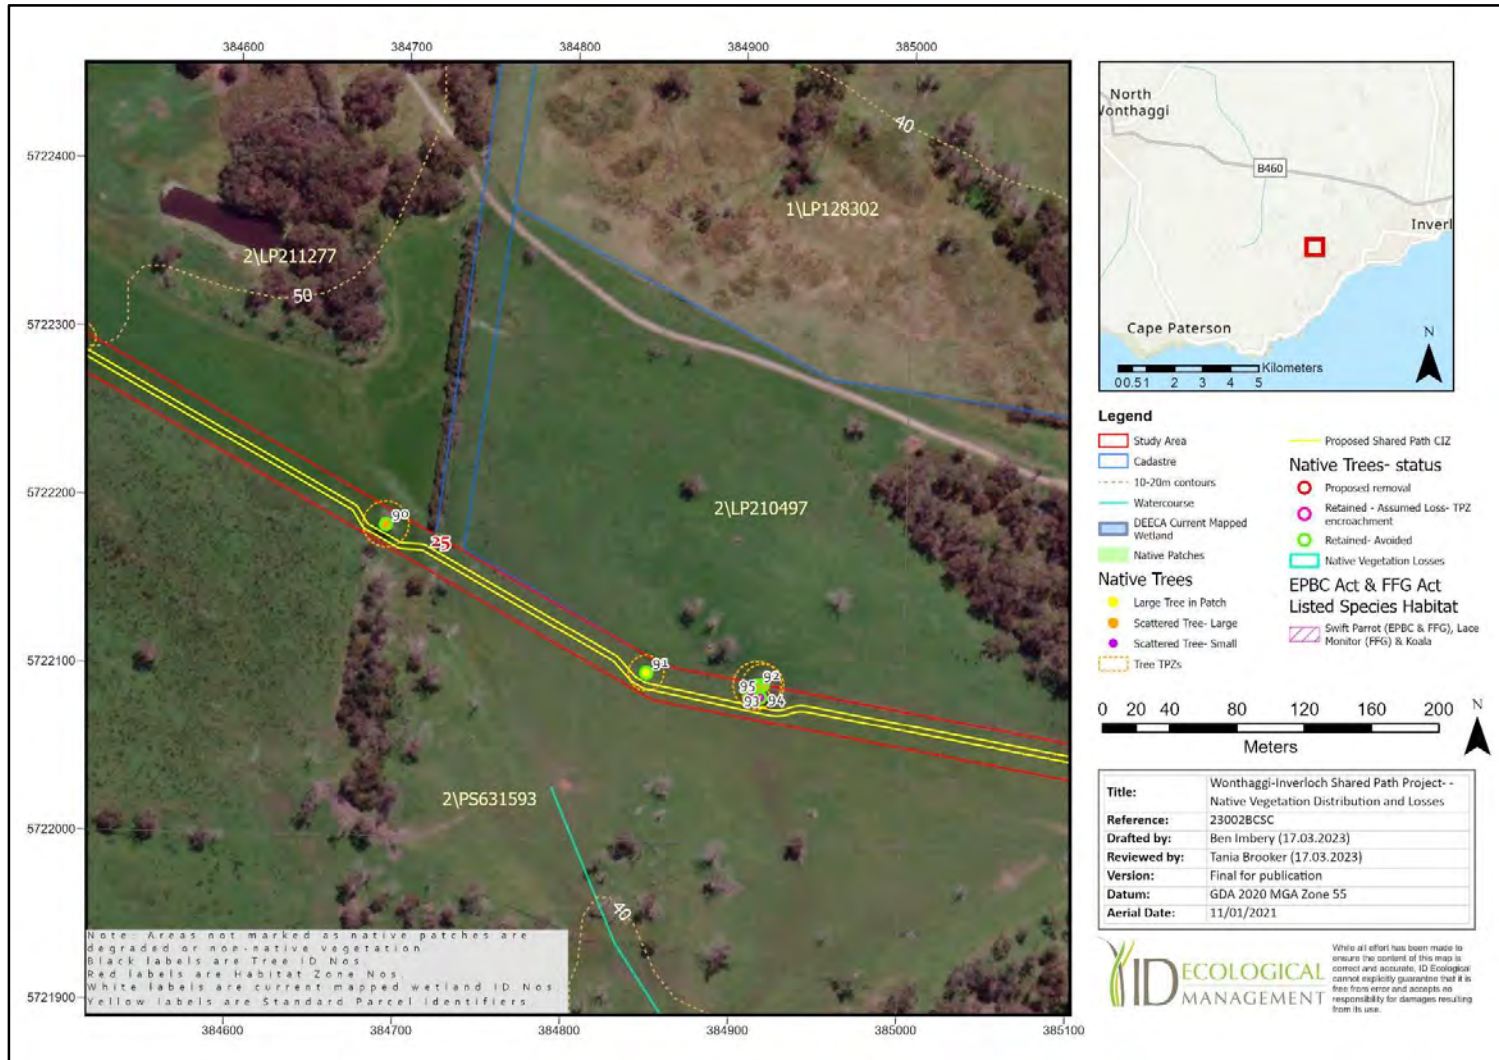 384600 384700 384800 384900 385000
5722400
5722300
5722200
5722100
5722000
5721900
384600 384700 384800 384900 385000 385100
40
1\LP128302
2\LP211277
50
2\LP210497
90
25
91
92
95
93 94
2\PS631593
40
Note: Areas not marked as native patches are
degraded or non-native vegetation
Black labels are Tree ID Nos.
Red labels are Habitat Zone Nos.
White labels are current mapped wetland ID Nos
Yellow labels are Standard Parcel Identifiers
North
Wonthaggi
B460
Inverl
Cape Paterson
N
Kilometers
0 0.5 1 2 3 4 5
Legend
Study Area
Cadastre
10-20m contours
Watercourse
DEECA Current Mapped
Wetland
Native Patches
Native Trees
Large Tree in Patch
Scattered Tree- Large
Scattered Tree- Small
Tree TPZs
Proposed Shared Path CIZ
Native Trees- status
Proposed removal
Retained - Assumed Loss- TPZ
encroachment
Retained- Avoided
Native Vegetation Losses
EPBC Act & FFG Act
Listed Species Habitat
Swift Parrot (EPBC & FFG), Lace
Monitor (FFG) & Koala
0 20 40 80 120 160 200
Meters
N
Title: Wonthaggi-Inverloch Shared Path Project- -
Native Vegetation Distribution and Losses
Reference: 23002BCSC
Drafted by: Ben Imbery (17.03.2023)
Reviewed by: Tania Brooker (17.03.2023)
Version: Final for publication
Datum: GDA 2020 MGA Zone 55
Aerial Date: 11/01/2021
ID ECOLOGICAL
MANAGEMENT
While all effort has been made to
ensure the content of this map is
correct and accurate, ID Ecological
cannot explicitly guarantee that it is
free from error and accepts no
responsibility for damages resulting
from its use.